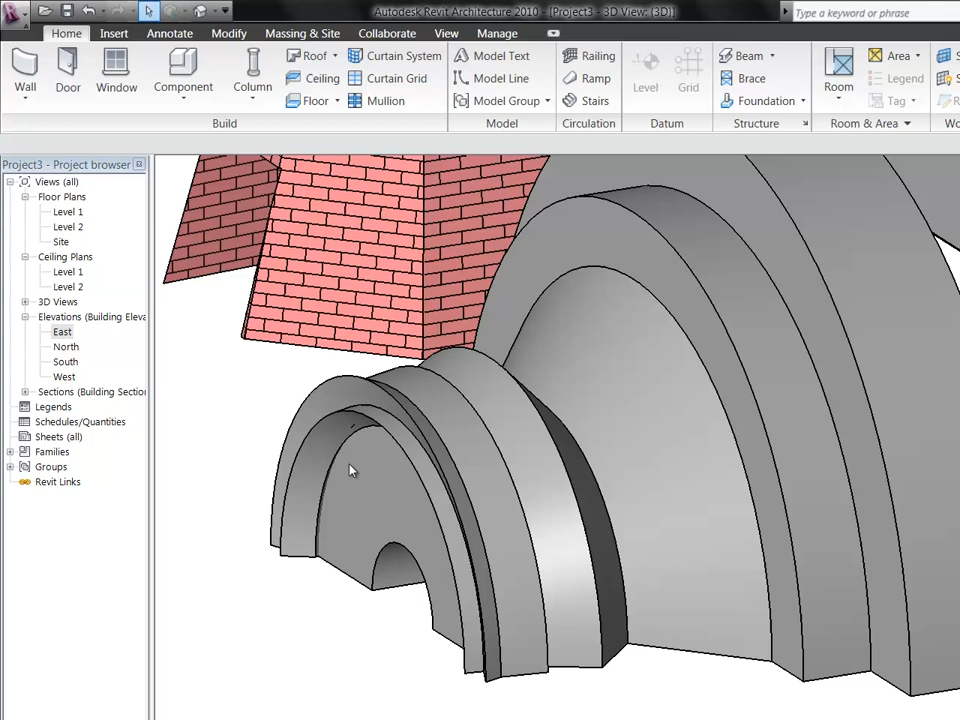 Autodesk Revit Architecture 2010 - [Project3 - 3D View: {3D}]
Type a keyword or phrase
Home Insert Annotate Modify Massing & Site Collaborate View Manage
Wall Door Window Component Column
Roof Curtain System
Ceiling Curtain Grid
Floor Mullion
Build
Model Text
Model Line
Model Group
Model
Railing
Ramp
Stairs
Circulation
Level Grid
Datum
Beam
Brace
Foundation
Structure
Room
Area
Legend
Tag
Room & Area
Project3 - Project browser
Views (all)
Floor Plans
Level 1
Level 2
Site
Ceiling Plans
Level 1
Level 2
3D Views
Elevations (Building Eleva
East
North
South
West
Sections (Building Sectio
Legends
Schedules/Quantities
Sheets (all)
Families
Groups
Revit Links